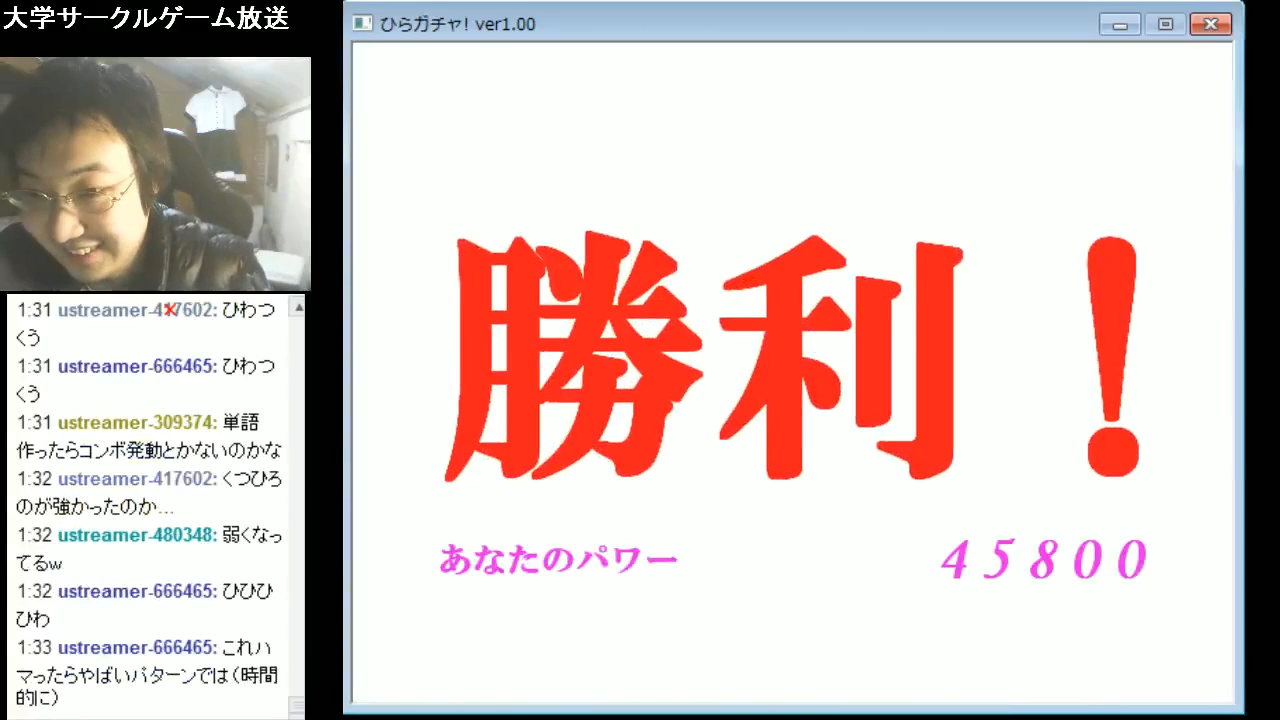 大学サークルゲーム放送
ひらガチャ! ver1.00
1:31 ustreamer-417602: ひわつ
くう
1:31 ustreamer-666465: ひわつ
くう
1:31 ustreamer-309374: 単語
作ったらコンボ発動とかないのかな
1:32 ustreamer-417602: くつひろ
のが強かったのか…
1:32 ustreamer-480348: 弱くなっ
てるw
1:32 ustreamer-666465: ひひひ
ひわ
1:33 ustreamer-666465: これハ
マったらやばいパターンでは(時間
的に)
勝利！
あなたのパワー 45800